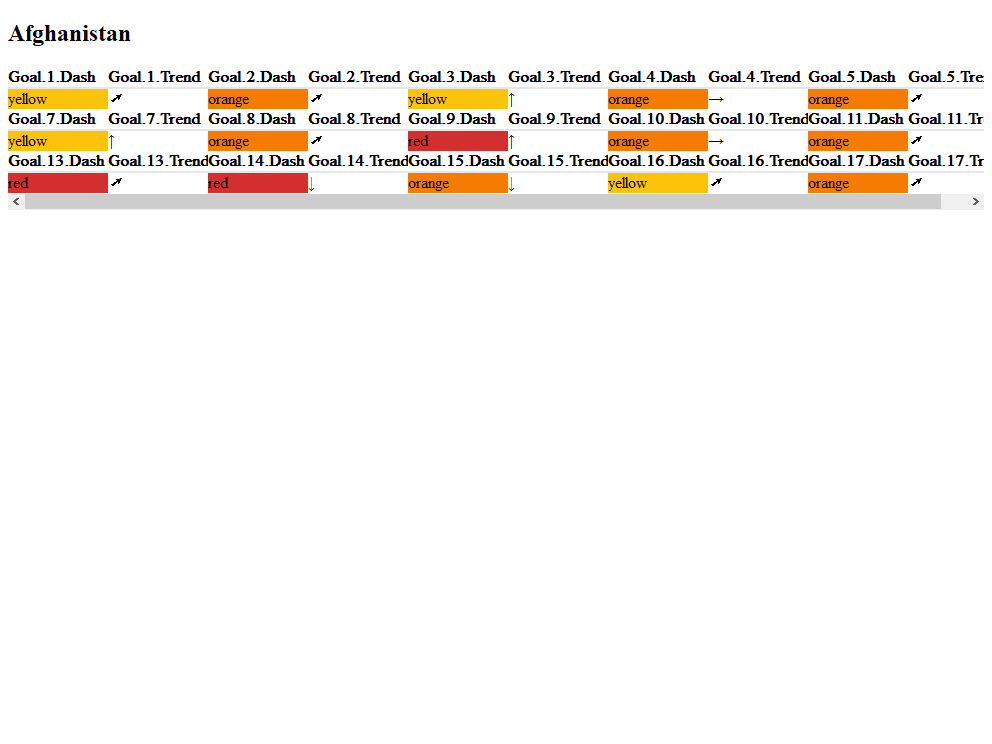 Afghanistan
Goal.1.Dash Goal.1.Trend Goal.2.Dash Goal.2.Trend Goal.3.Dash Goal.3.Trend Goal.4.Dash Goal.4.Trend Goal.5.Dash Goal.5.Tre
yellow ↗ orange ↗ yellow ↑ orange → orange ↗
Goal.7.Dash Goal.7.Trend Goal.8.Dash Goal.8.Trend Goal.9.Dash Goal.9.Trend Goal.10.Dash Goal.10.Trend Goal.11.Dash Goal.11.Tr
yellow ↑ orange ↗ red ↑ orange → orange ↗
Goal.13.Dash Goal.13.Trend Goal.14.Dash Goal.14.Trend Goal.15.Dash Goal.15.Trend Goal.16.Dash Goal.16.Trend Goal.17.Dash Goal.17.Tr
red ↗ red ↓ orange ↓ yellow ↗ orange ↗